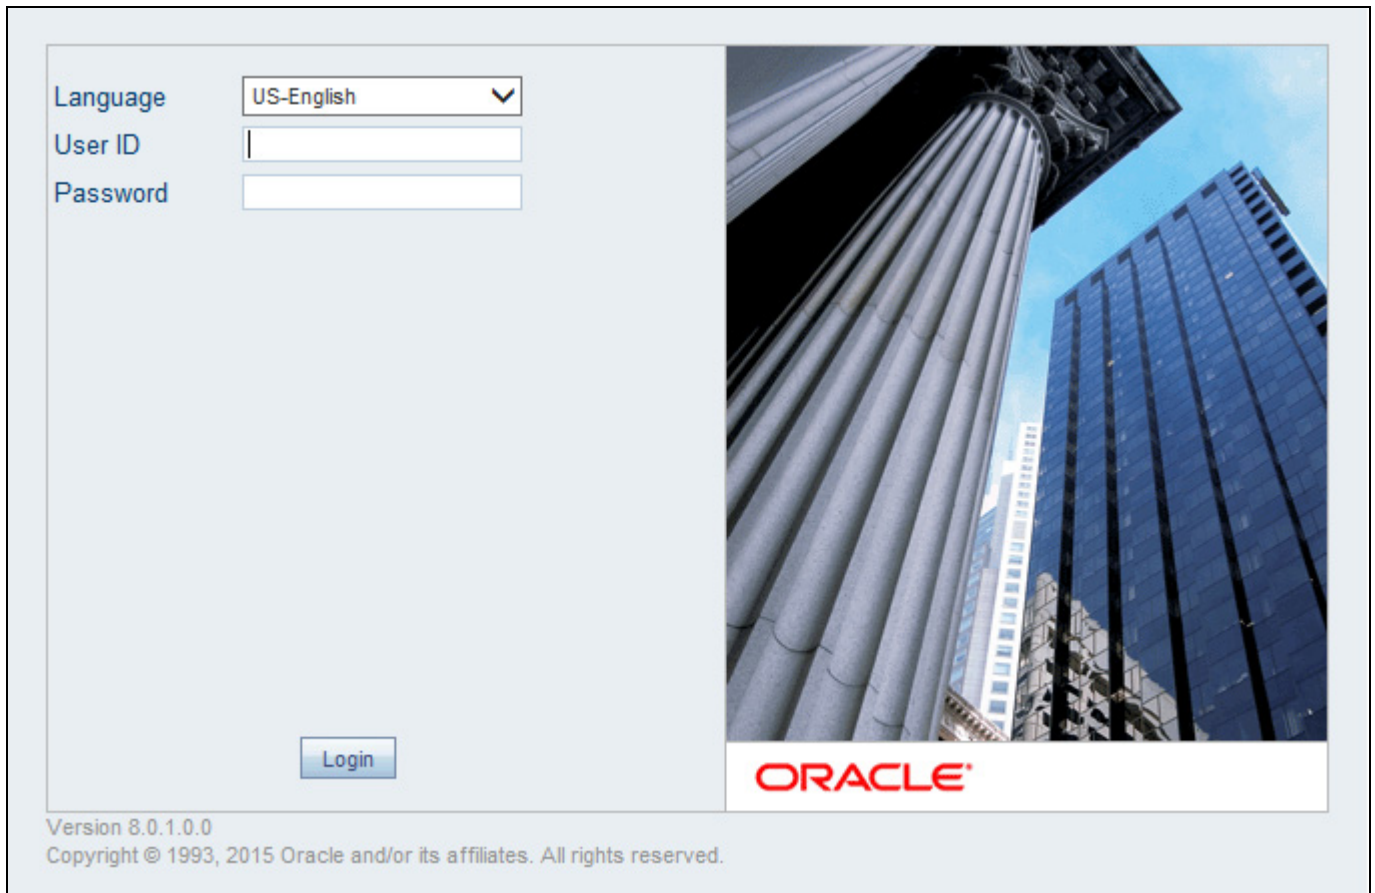 Language
US-English
User ID
Password
Login
ORACLE
Version 8.0.1.0.0
Copyright © 1993, 2015 Oracle and/or its affiliates. All rights reserved.